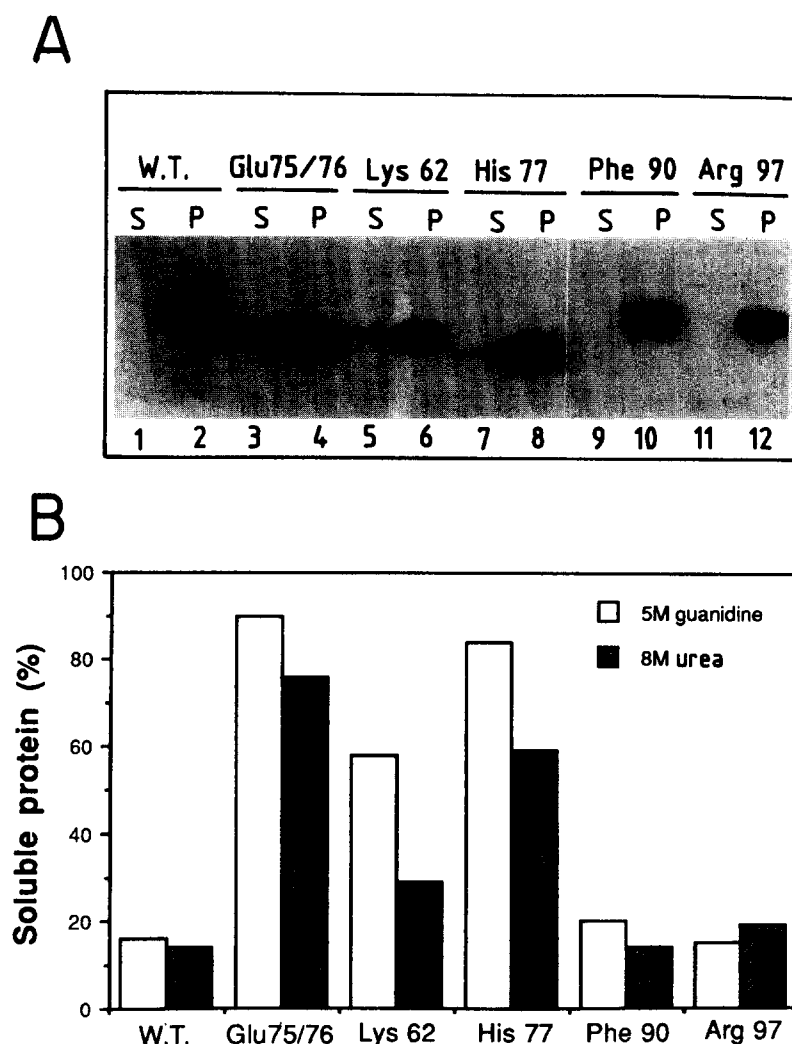 A
W.T. Glu75/76 Lys 62 His 77 Phe 90 Arg 97
S P S P S P S P S P S P
1 2 3 4 5 6 7 8 9 10 11 12
B
100
80
60
40
20
0
Soluble protein (%)
5M guanidine
8M urea
W.T. Glu75/76 Lys 62 His 77 Phe 90 Arg 97